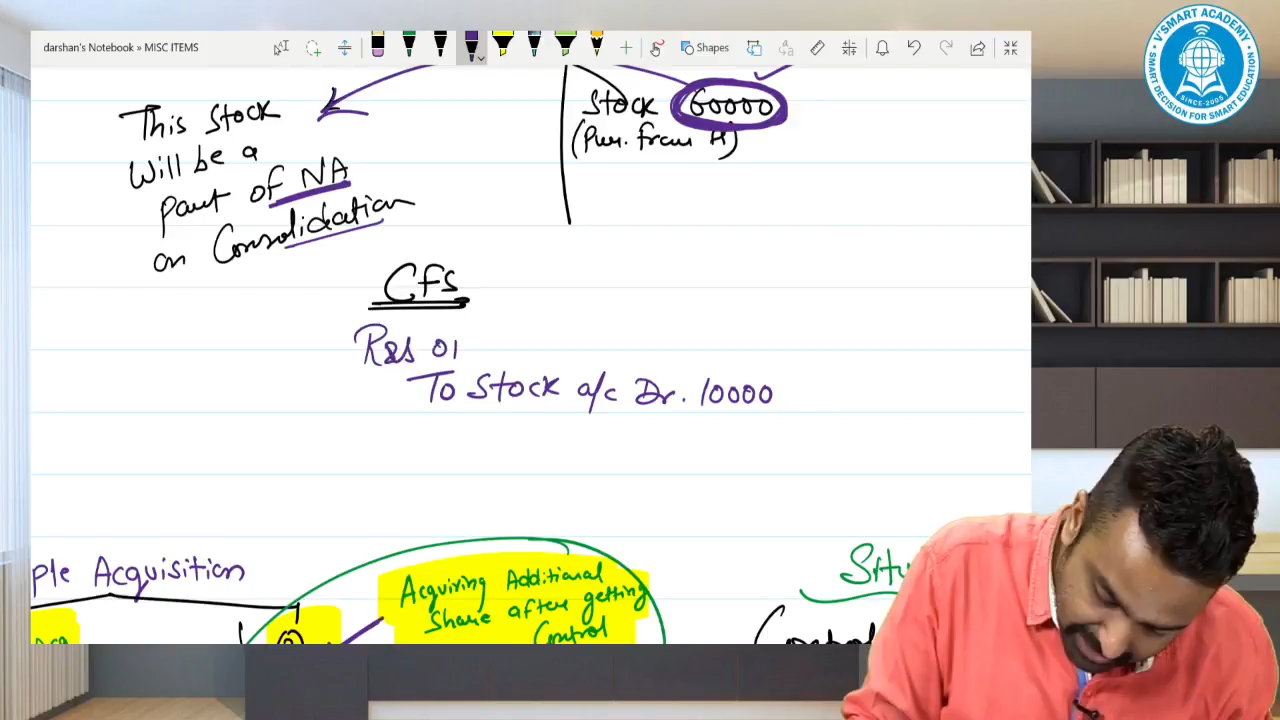 darshan's Notebook » MISC ITEMS
Shapes
V'SMART ACADEMY
SINCE-2005
SMART DECISION FOR SMART EDUCATION
This Stock
Will be a
part of NA
on Consolidation
Stock 60000
(Pur. from H)
CFS
R&S 01
To Stock a/c Dr. 10000
ple Acquisition
Acquiring Additional
Share after getting
Control